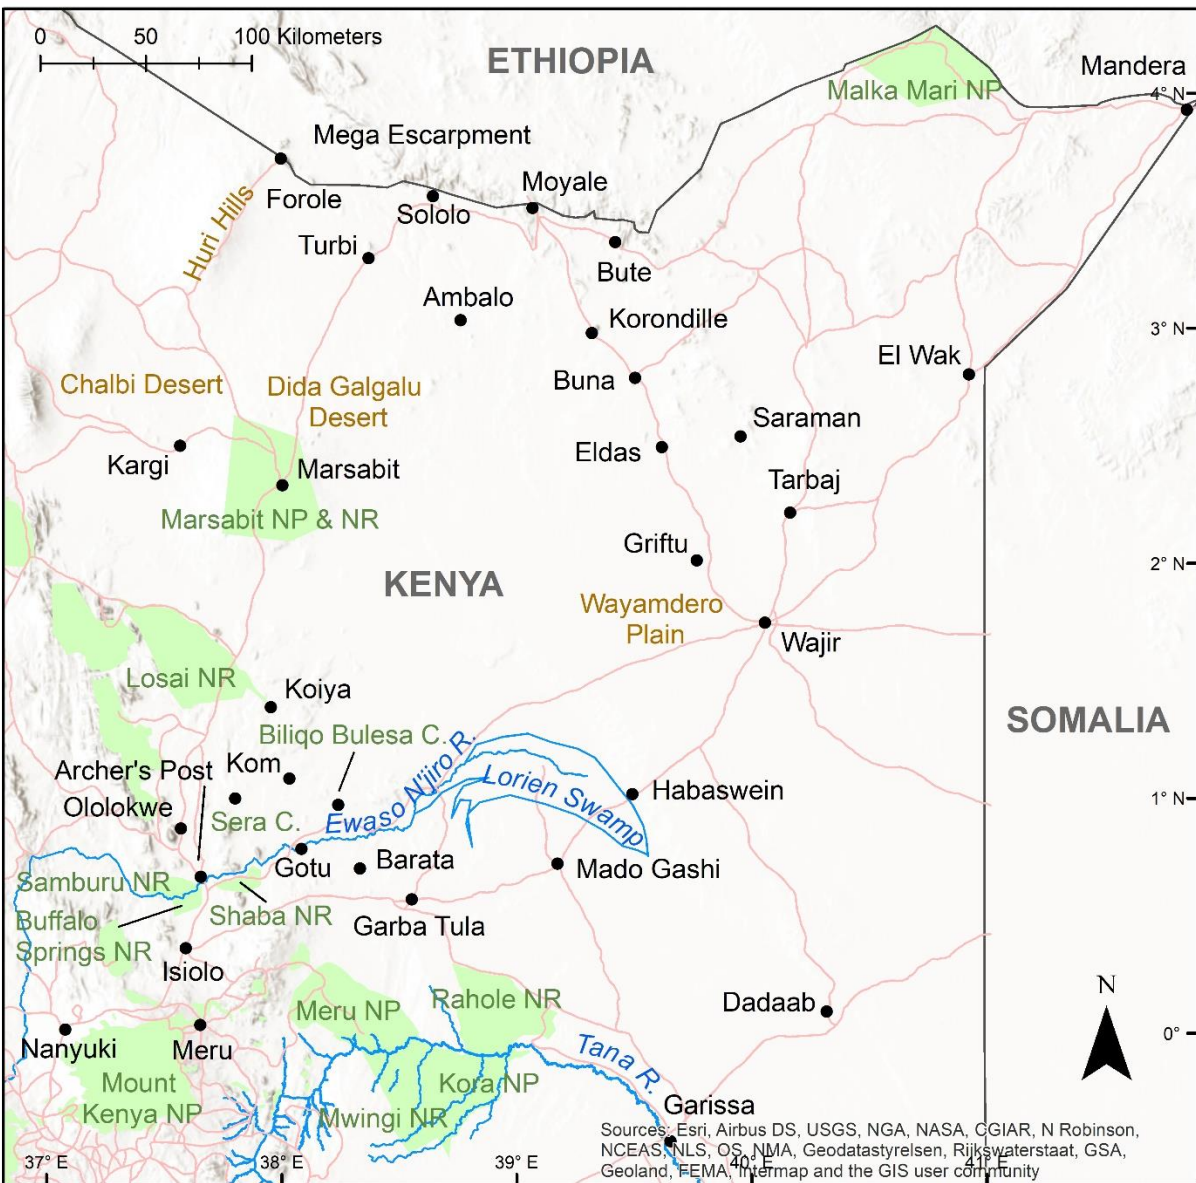 0 50 100 Kilometers
ETHIOPIA
Mandera
Malka Mari NP
4° N
Mega Escarpment
Moyale
Forole
Sololo
Huri Hills
Turbi
Bute
Ambalo
Korondille
3° N
El Wak
Chalbi Desert
Dida Galgalu
Desert
Buna
Saraman
Kargi
Marsabit
Eldas
Tarbaj
Marsabit NP & NR
Griftu
2° N
KENYA
Wayamdero
Plain
Wajir
Losai NR
Koiya
SOMALIA
Biliqo Bulesa C.
Archer's Post
Kom
Ewaso N'jiro R.
Lorien Swamp
Habaswein
1° N
Ololokwe
Sera C.
Gotu
Barata
Mado Gashi
Samburu NR
Shaba NR
Buffalo
Springs NR
Garba Tula
Isiolo
Meru NP
Rahole NR
Dadaab
N
Nanyuki
Meru
Tana R.
0°
Mount
Kenya NP
Kora NP
Mwingi NR
Garissa
Sources: Esri, Airbus DS, USGS, NGA, NASA, CGIAR, N Robinson,
NCEAS, NLS, OS, NMA, Geodatastyrelsen, Rijkswaterstaat, GSA,
Geoland, FEMA, Intermap and the GIS user community
37° E 38° E 39° E 40° E 41° E